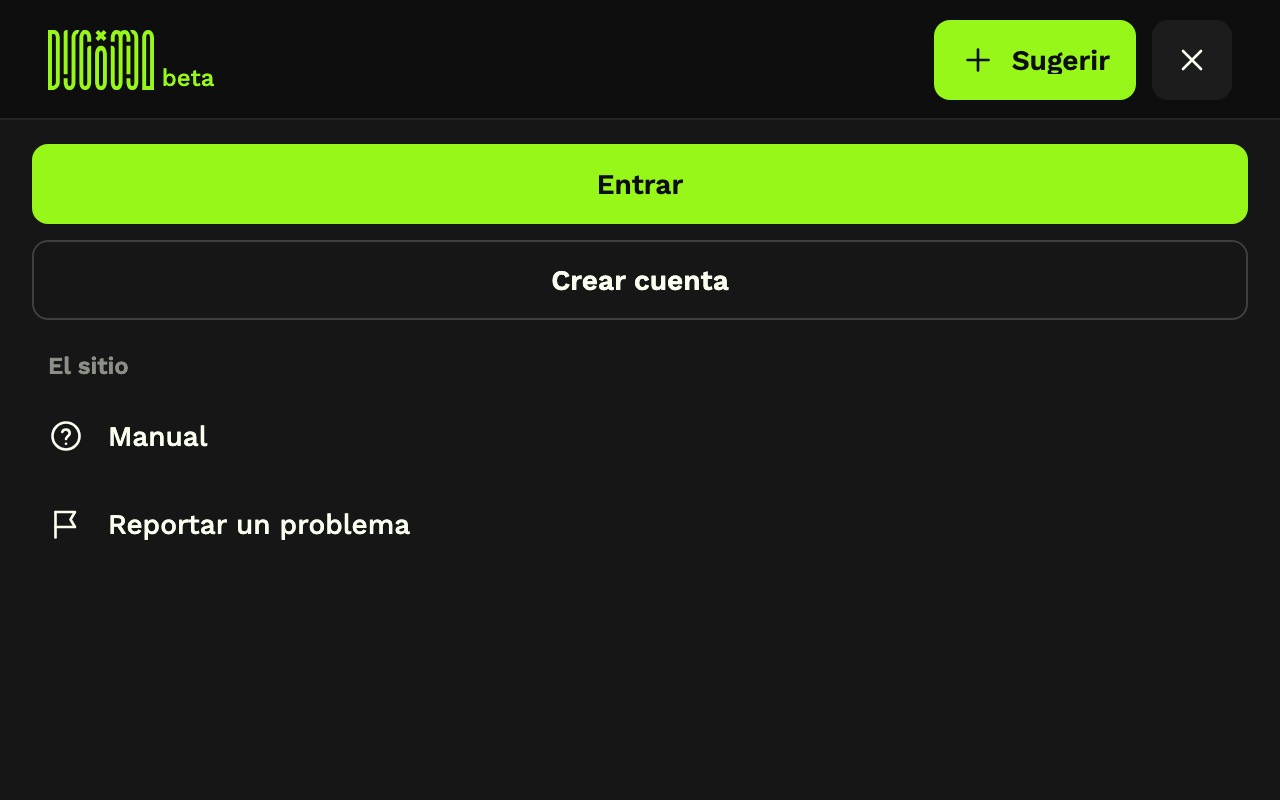 beta
Sugerir
Entrar
Crear cuenta
El sitio
Manual
Reportar un problema